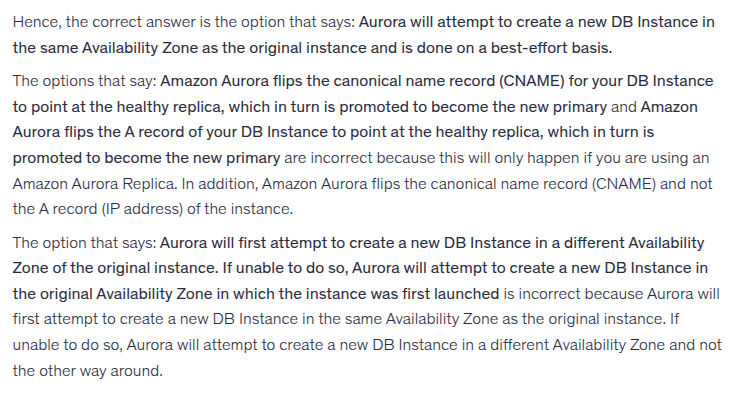 Hence, the correct answer is the option that says: Aurora will attempt to create a new DB Instance in
the same Availability Zone as the original instance and is done on a best-effort basis.
The options that say: Amazon Aurora flips the canonical name record (CNAME) for your DB Instance
to point at the healthy replica, which in turn is promoted to become the new primary and Amazon
Aurora flips the A record of your DB Instance to point at the healthy replica, which in turn is
promoted to become the new primary are incorrect because this will only happen if you are using an
Amazon Aurora Replica. In addition, Amazon Aurora flips the canonical name record (CNAME) and not
the A record (IP address) of the instance.
The option that says: Aurora will first attempt to create a new DB Instance in a different Availability
Zone of the original instance. If unable to do so, Aurora will attempt to create a new DB Instance in
the original Availability Zone in which the instance was first launched is incorrect because Aurora will
first attempt to create a new DB Instance in the same Availability Zone as the original instance. If
unable to do so, Aurora will attempt to create a new DB Instance in a different Availability Zone and not
the other way around.